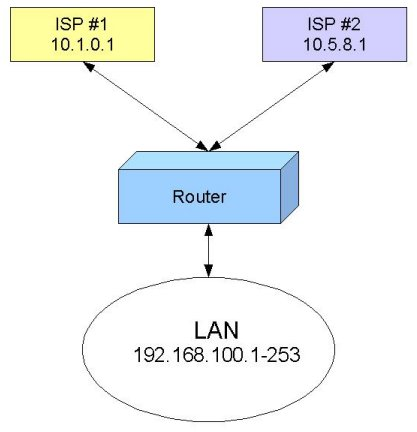 ISP #1
10.1.0.1
ISP #2
10.5.8.1
Router
LAN
192.168.100.1-253